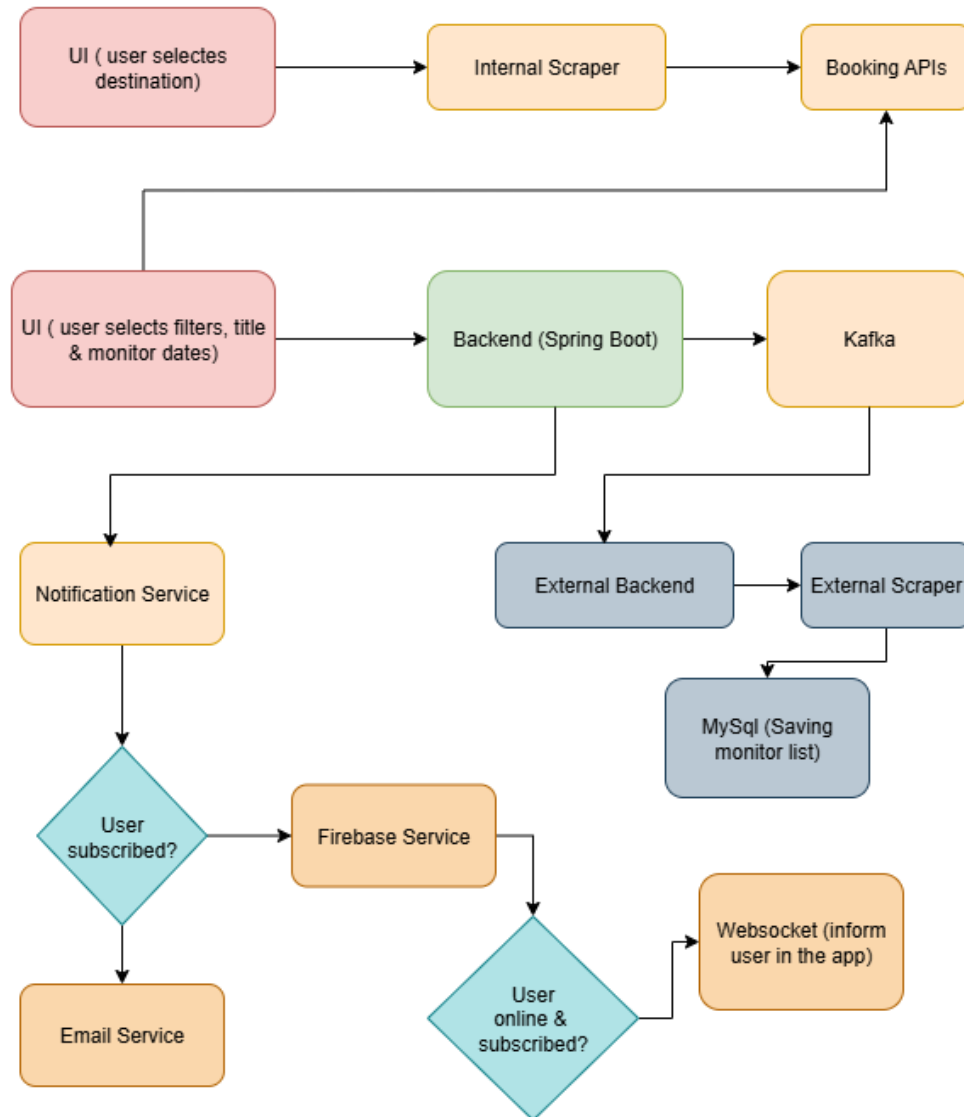 UI ( user selectes
destination)
Internal Scraper
Booking APIs
UI ( user selects filters, title
& monitor dates)
Backend (Spring Boot)
Kafka
Notification Service
External Backend
External Scraper
MySql (Saving
monitor list)
User
subscribed?
Firebase Service
Websocket (inform
user in the app)
User
online &
subscribed?
Email Service